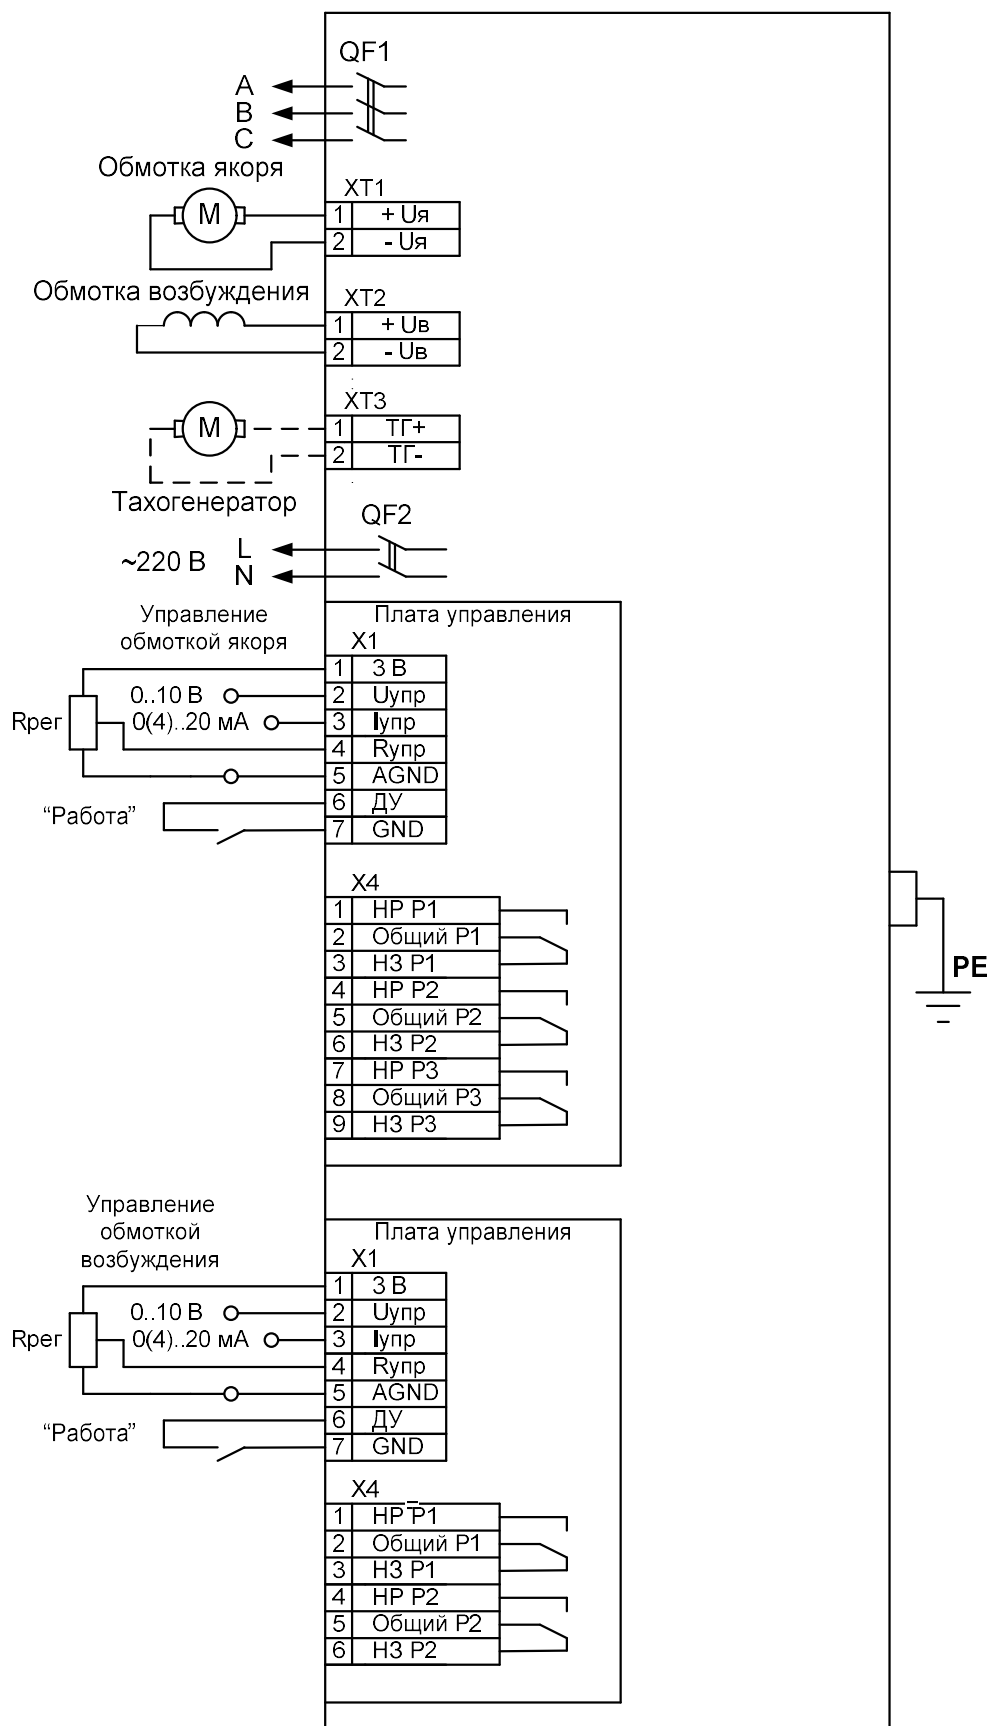 QF1
A
B
C
Обмотка якоря
M
XT1
1 + Uя
2 - Uя
Обмотка возбуждения
XT2
1 + Uв
2 - Uв
XT3
M
1 ТГ+
2 ТГ-
Тахогенератор
QF2
~220 В
L
N
Управление
обмоткой якоря
Плата управления
X1
1 3 В
0..10 В 2 Uупр
Rрег 0(4)..20 мА 3 Iупр
4 Rупр
5 AGND
6 ДУ
“Работа”
7 GND
X4
1 НР Р1
2 Общий Р1
3 НЗ Р1
4 НР Р2
5 Общий Р2
6 НЗ Р2
7 НР Р3
8 Общий Р3
9 НЗ Р3
PE
Управление
обмоткой
возбуждения
Плата управления
X1
1 3 В
0..10 В 2 Uупр
Rрег 0(4)..20 мА 3 Iупр
4 Rупр
5 AGND
6 ДУ
“Работа”
7 GND
X4
1 НР Р1
2 Общий Р1
3 НЗ Р1
4 НР Р2
5 Общий Р2
6 НЗ Р2